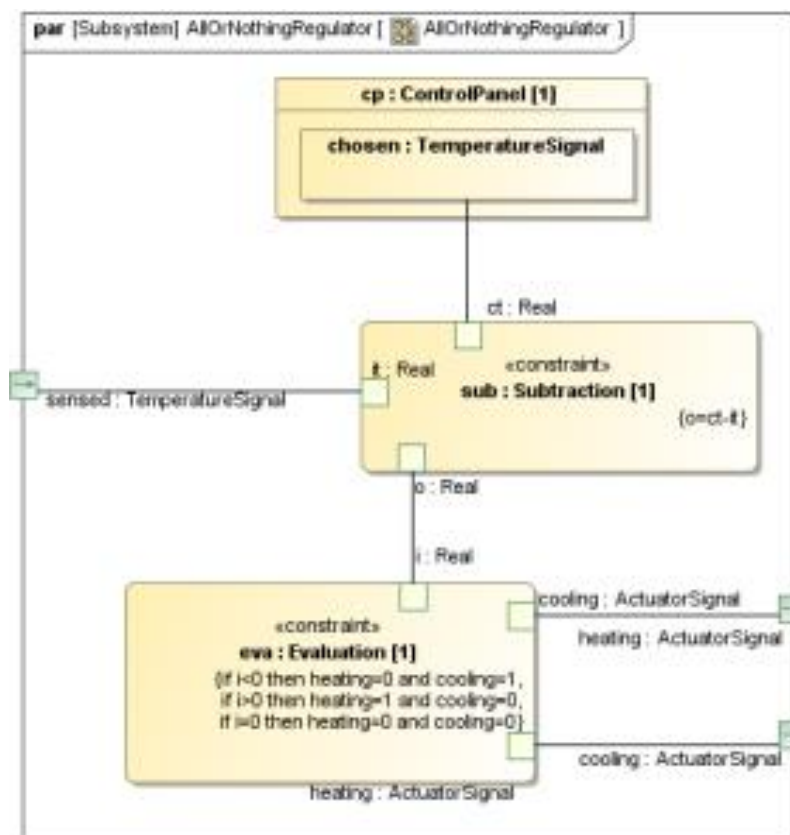 par [Subsystem] AllOrNothingRegulator [ AllOrNothingRegulator ]
cp : ControlPanel [1]
chosen : TemperatureSignal
ct : Real
it : Real
«constraint»
sub : Subtraction [1]
{o=ct-it}
sensed : TemperatureSignal
o : Real
i : Real
cooling : ActuatorSignal
heating : ActuatorSignal
«constraint»
eva : Evaluation [1]
{if i<0 then heating=0 and cooling=1,
if i>0 then heating=1 and cooling=0,
if i=0 then heating=0 and cooling=0}
cooling : ActuatorSignal
heating : ActuatorSignal